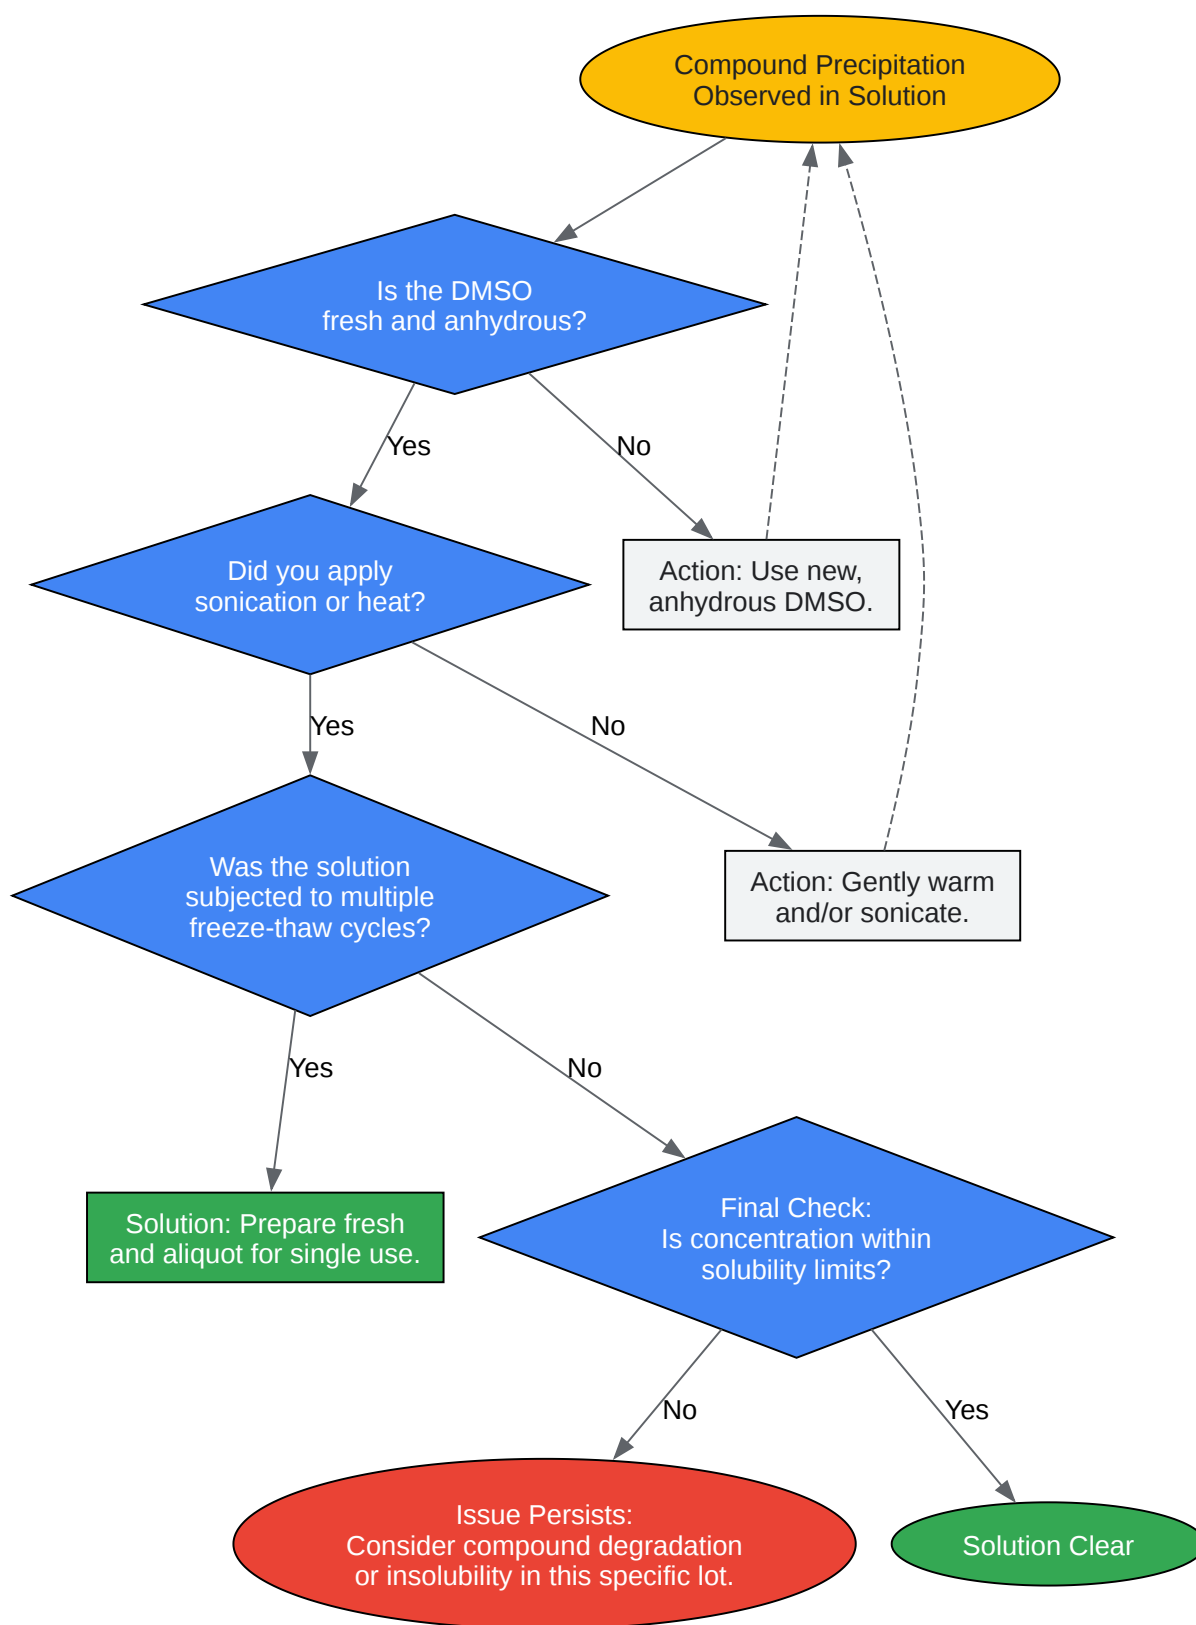 Compound Precipitation
Observed in Solution
Is the DMSO
fresh and anhydrous?
Yes
No
Did you apply
sonication or heat?
Action: Use new,
anhydrous DMSO.
Yes
No
Was the solution
subjected to multiple
freeze-thaw cycles?
Action: Gently warm
and/or sonicate.
Yes
No
Solution: Prepare fresh
and aliquot for single use.
Final Check:
Is concentration within
solubility limits?
No
Yes
Issue Persists:
Consider compound degradation
or insolubility in this specific lot.
Solution Clear